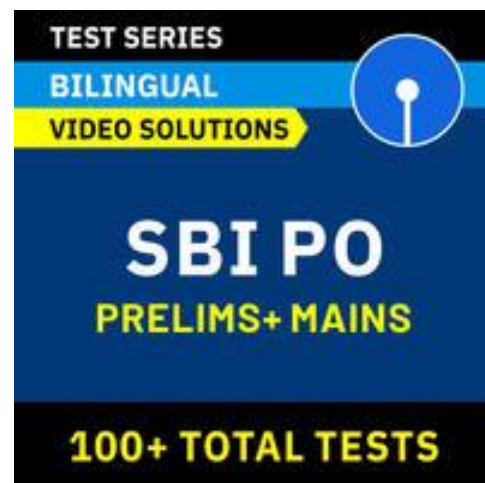 TEST SERIES
BILINGUAL
VIDEO SOLUTIONS
SBI PO
PRELIMS+ MAINS
100+ TOTAL TESTS